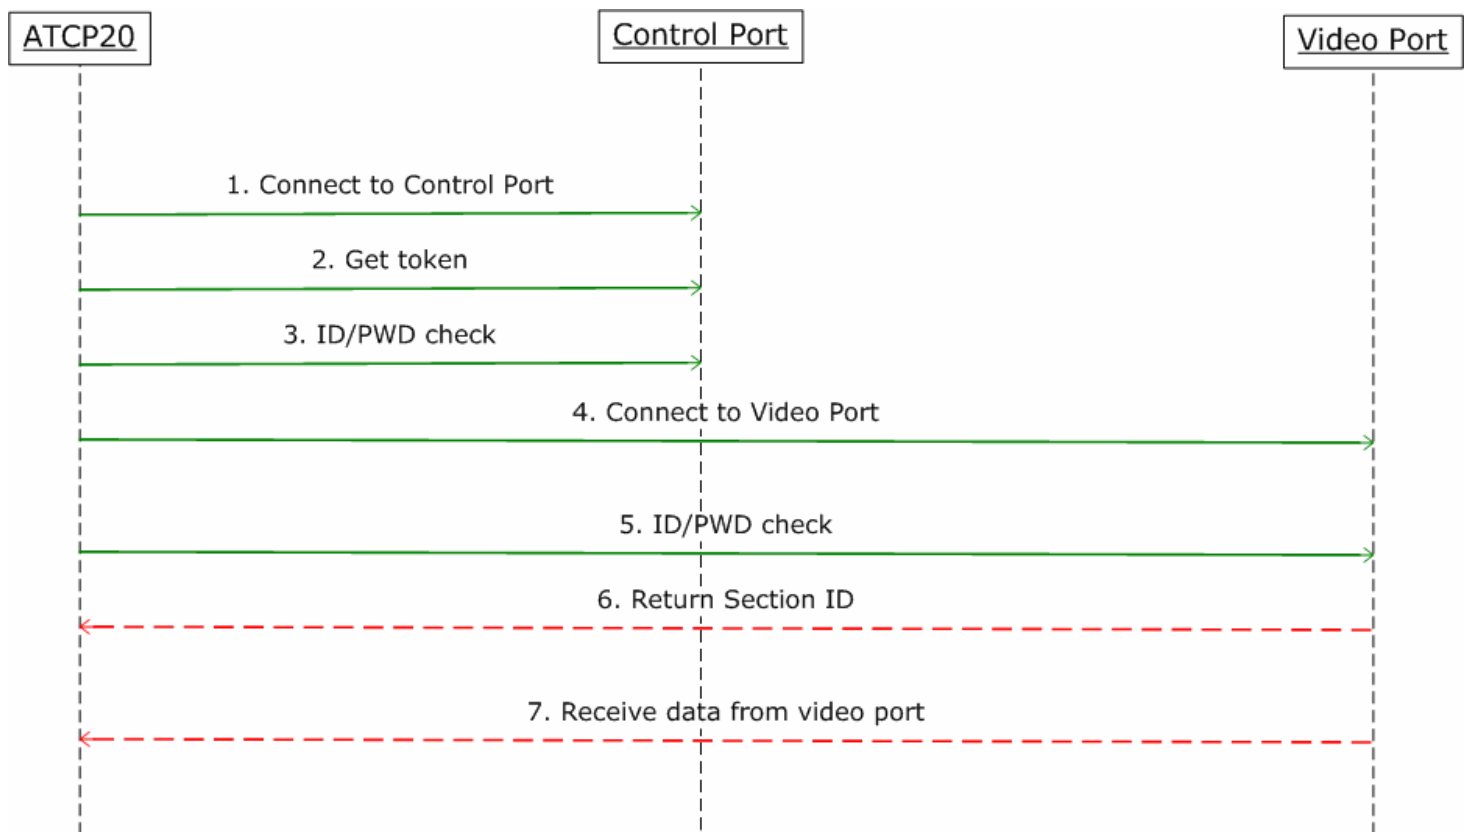 ATCP20
Control Port
Video Port
1. Connect to Control Port
2. Get token
3. ID/PWD check
4. Connect to Video Port
5. ID/PWD check
6. Return Section ID
7. Receive data from video port